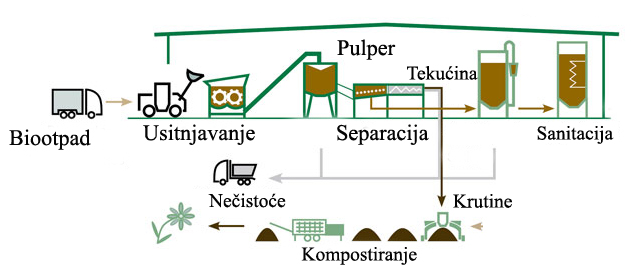 Pulper
Tekućina
Biootpad
Usitnjavanje
Separacija
Sanitacija
Nečistoće
Krutine
Kompostiranje